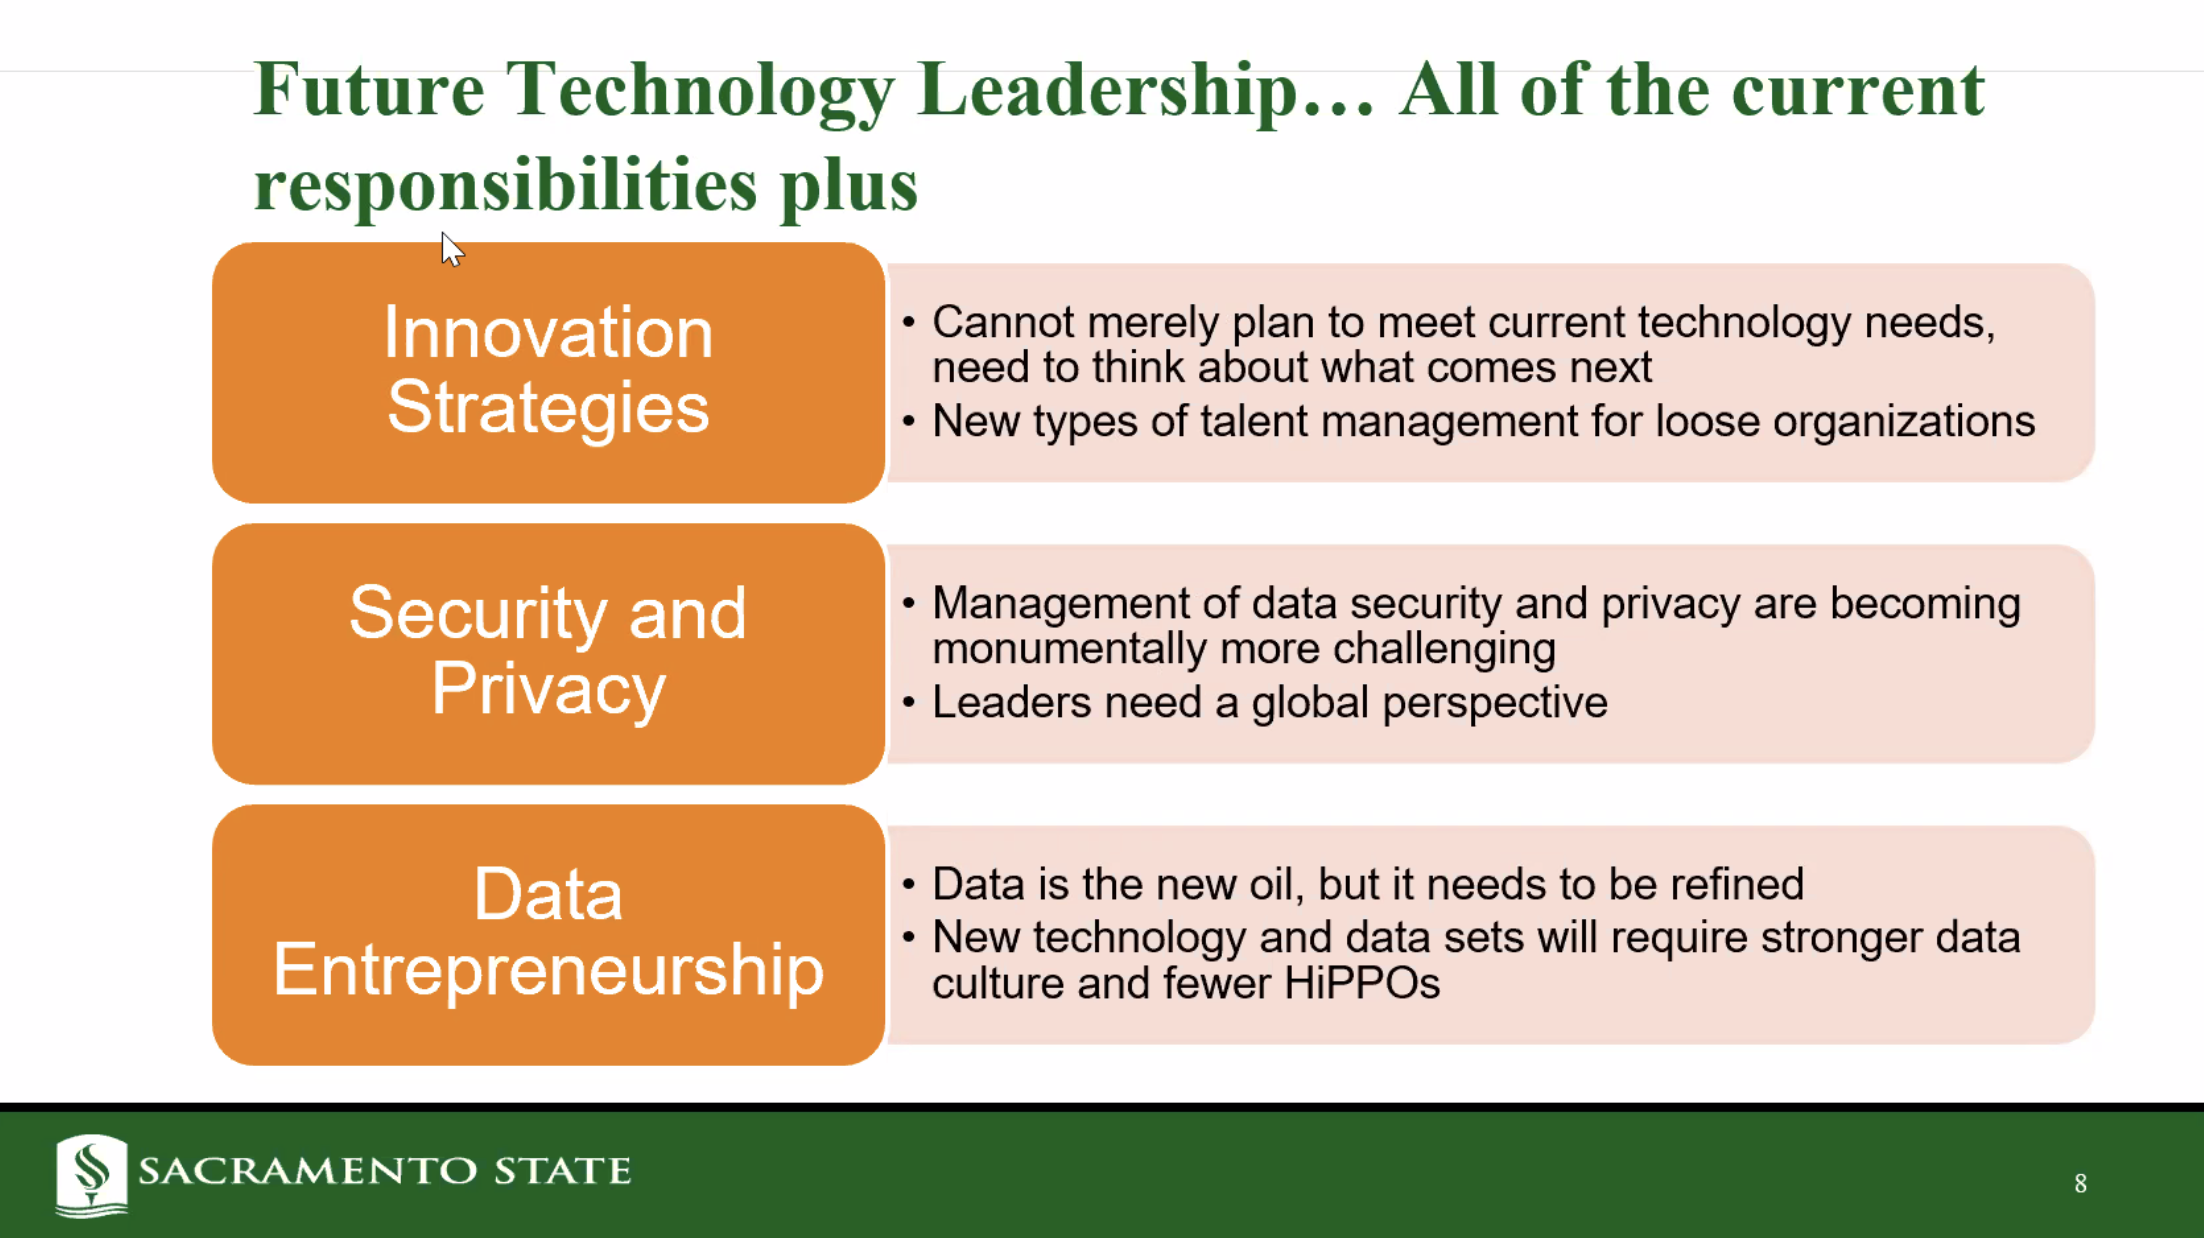 Future Technology Leadership… All of the current
responsibilities plus
Innovation
Strategies
• Cannot merely plan to meet current technology needs,
need to think about what comes next
• New types of talent management for loose organizations
Security and
Privacy
• Management of data security and privacy are becoming
monumentally more challenging
• Leaders need a global perspective
Data
Entrepreneurship
• Data is the new oil, but it needs to be refined
• New technology and data sets will require stronger data
culture and fewer HiPPOs
SACRAMENTO STATE
8